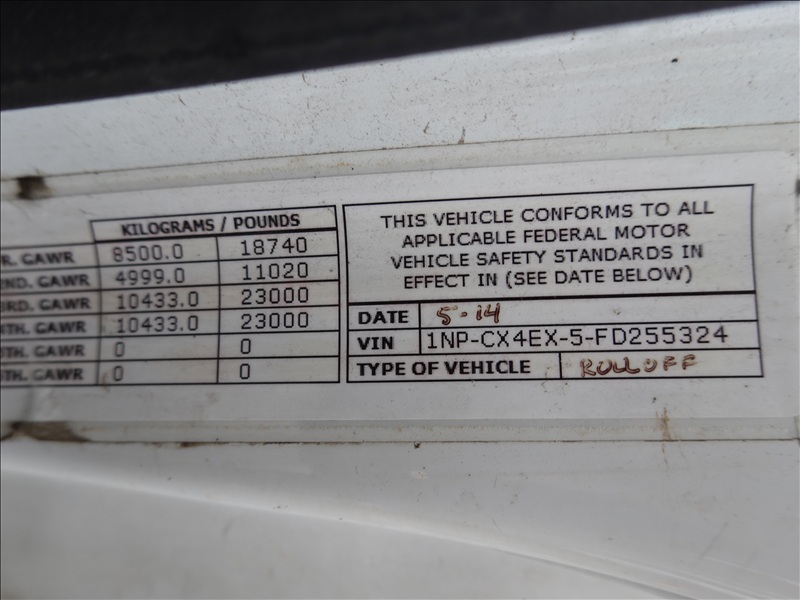 KILOGRAMS / POUNDS
R. GAWR 8500.0 18740
ND. GAWR 4999.0 11020
RD. GAWR 10433.0 23000
TH. GAWR 10433.0 23000
TH. GAWR 0 0
TH. GAWR 0 0
THIS VEHICLE CONFORMS TO ALL
APPLICABLE FEDERAL MOTOR
VEHICLE SAFETY STANDARDS IN
EFFECT IN (SEE DATE BELOW)
DATE 5-14
VIN 1NP-CX4EX-5-FD255324
TYPE OF VEHICLE ROLLOFF